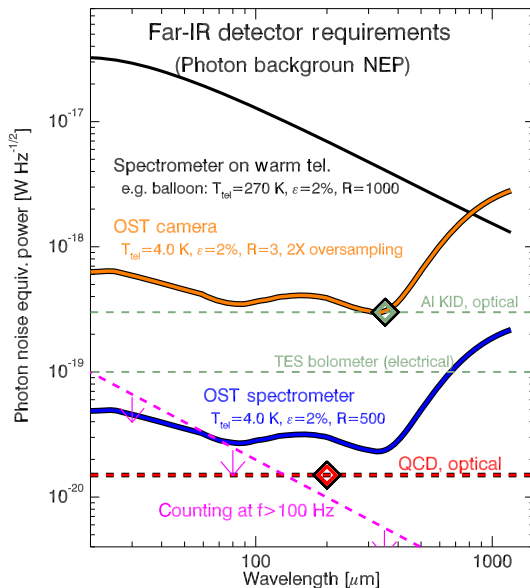 Far-IR detector requirements
(Photon backgroun NEP)
10⁻¹⁷
Spectrometer on warm tel.
e.g. balloon: T_tel=270 K, ε=2%, R=1000
10⁻¹⁸
OST camera
T_tel=4.0 K, ε=2%, R=3, 2X oversampling
Al KID, optical
10⁻¹⁹
TES bolometer (electrical)
OST spectrometer
T_tel=4.0 K, ε=2%, R=500
QCD, optical
10⁻²⁰
Counting at f>100 Hz
100
1000
Wavelength [μm]
Photon noise equiv. power [W Hz⁻¹/²]